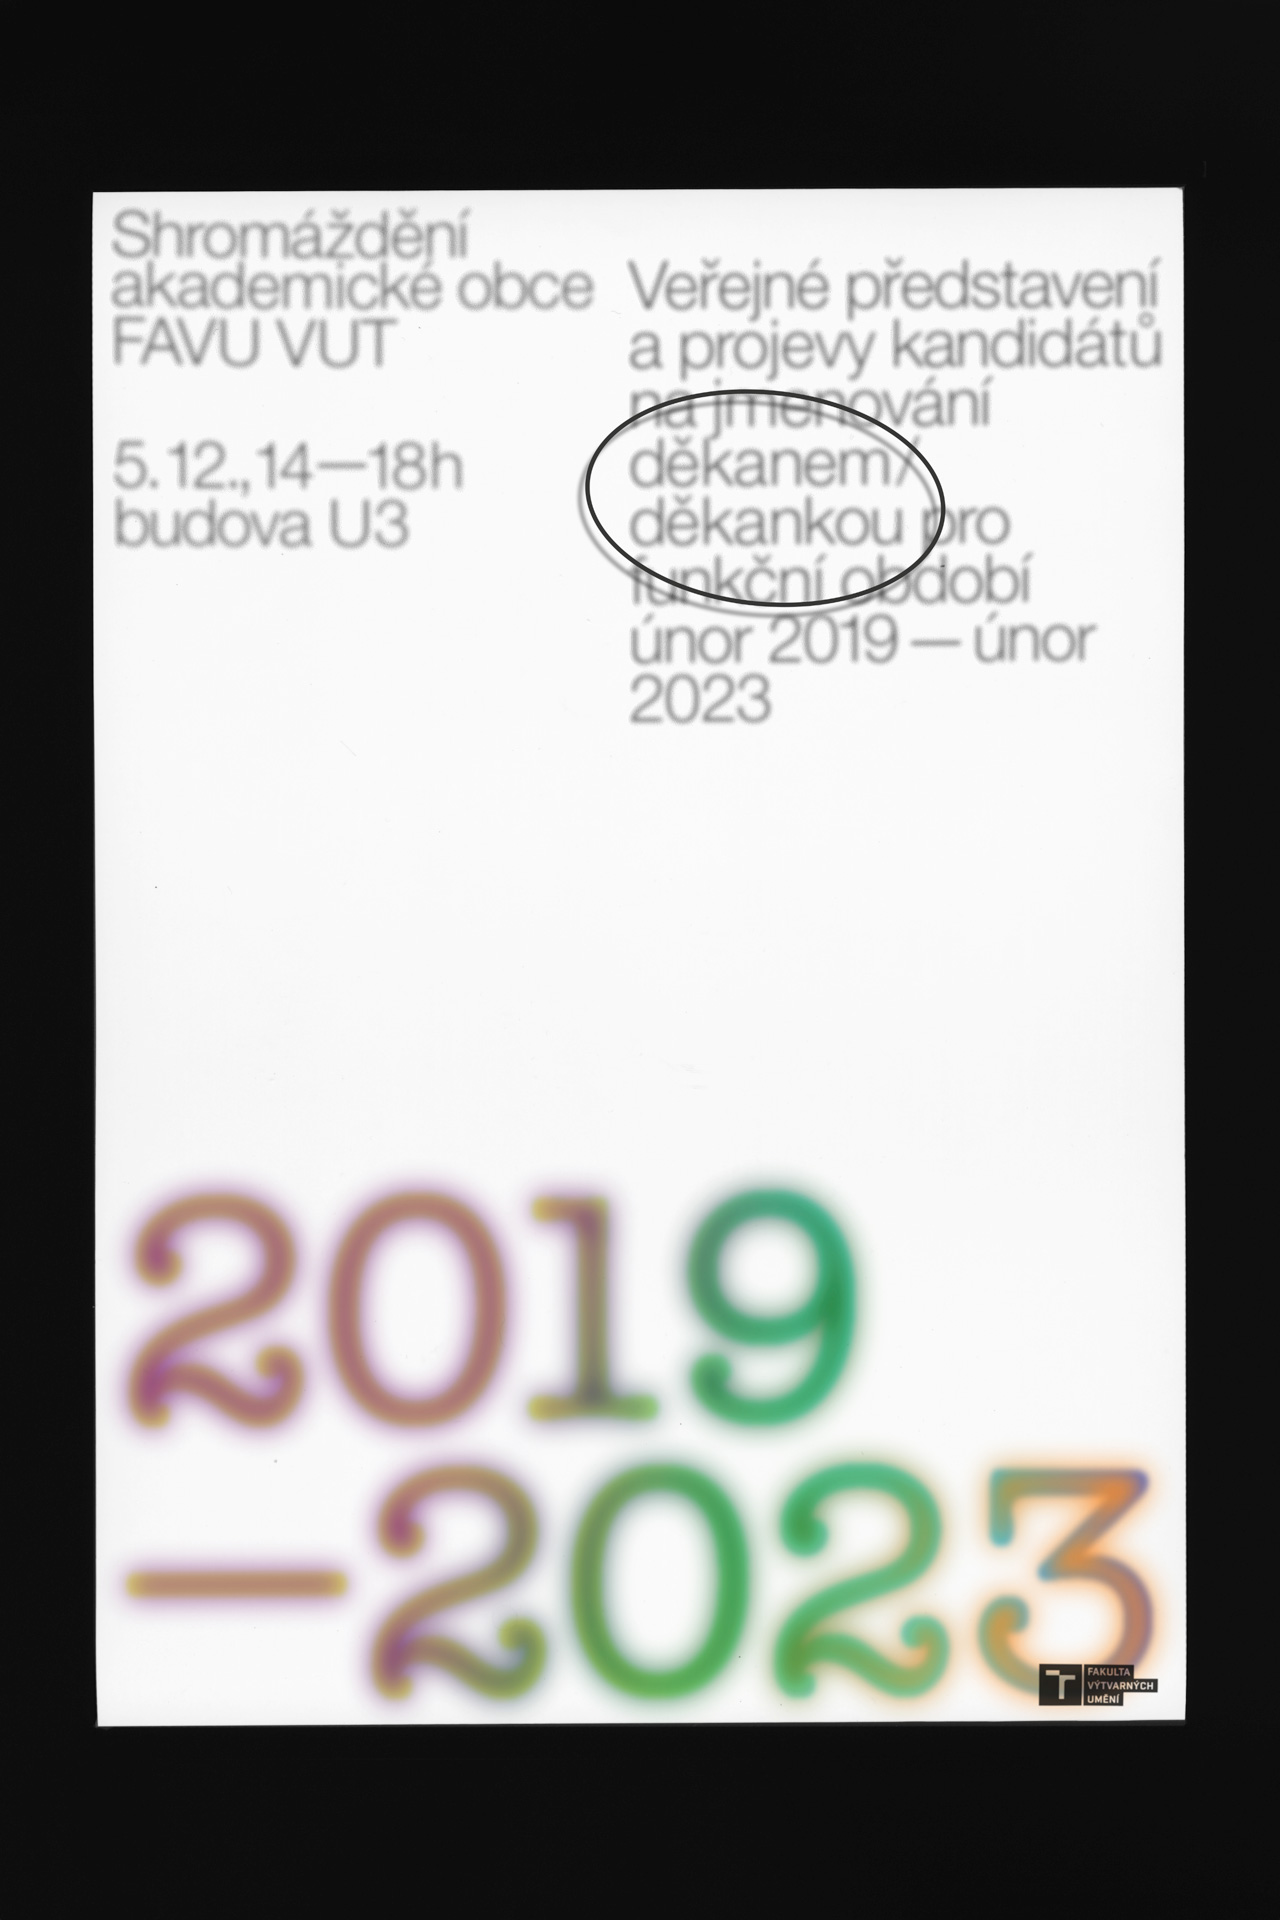 Shromáždění
akademické obce
FAVU VUT
5. 12., 14—18h
budova U3
Veřejné představení
a projevy kandidátů
na jmenování
děkanem/
děkankou pro
funkční období
únor 2019 — únor
2023
2019
—2023
FAKULTA
VÝTVARNÝCH
UMĚNÍ